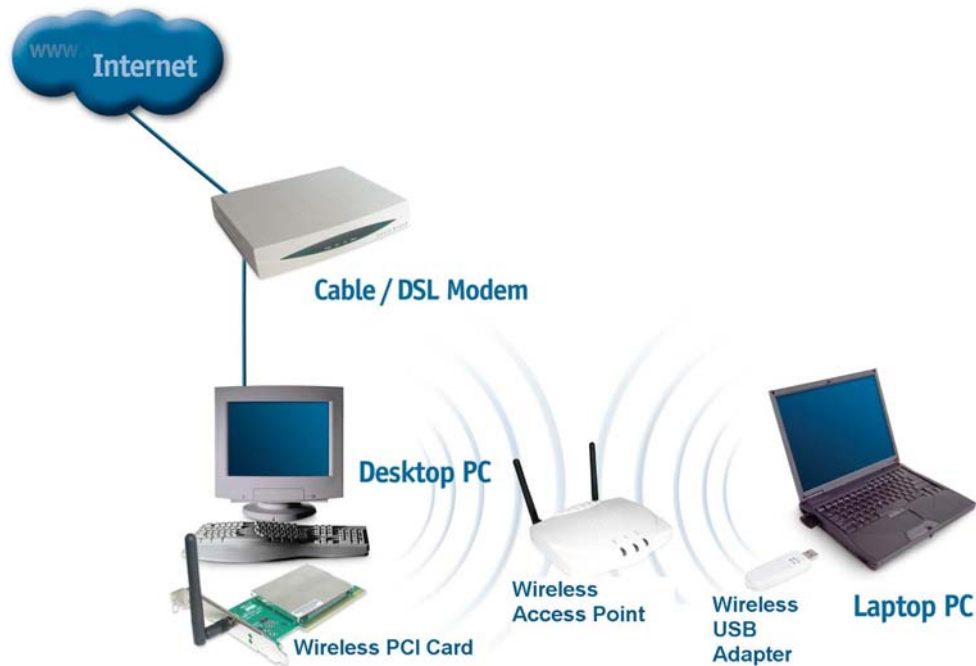 www.
Internet
Cable / DSL Modem
Desktop PC
Wireless
Access Point
Wireless
USB
Adapter
Laptop PC
Wireless PCI Card